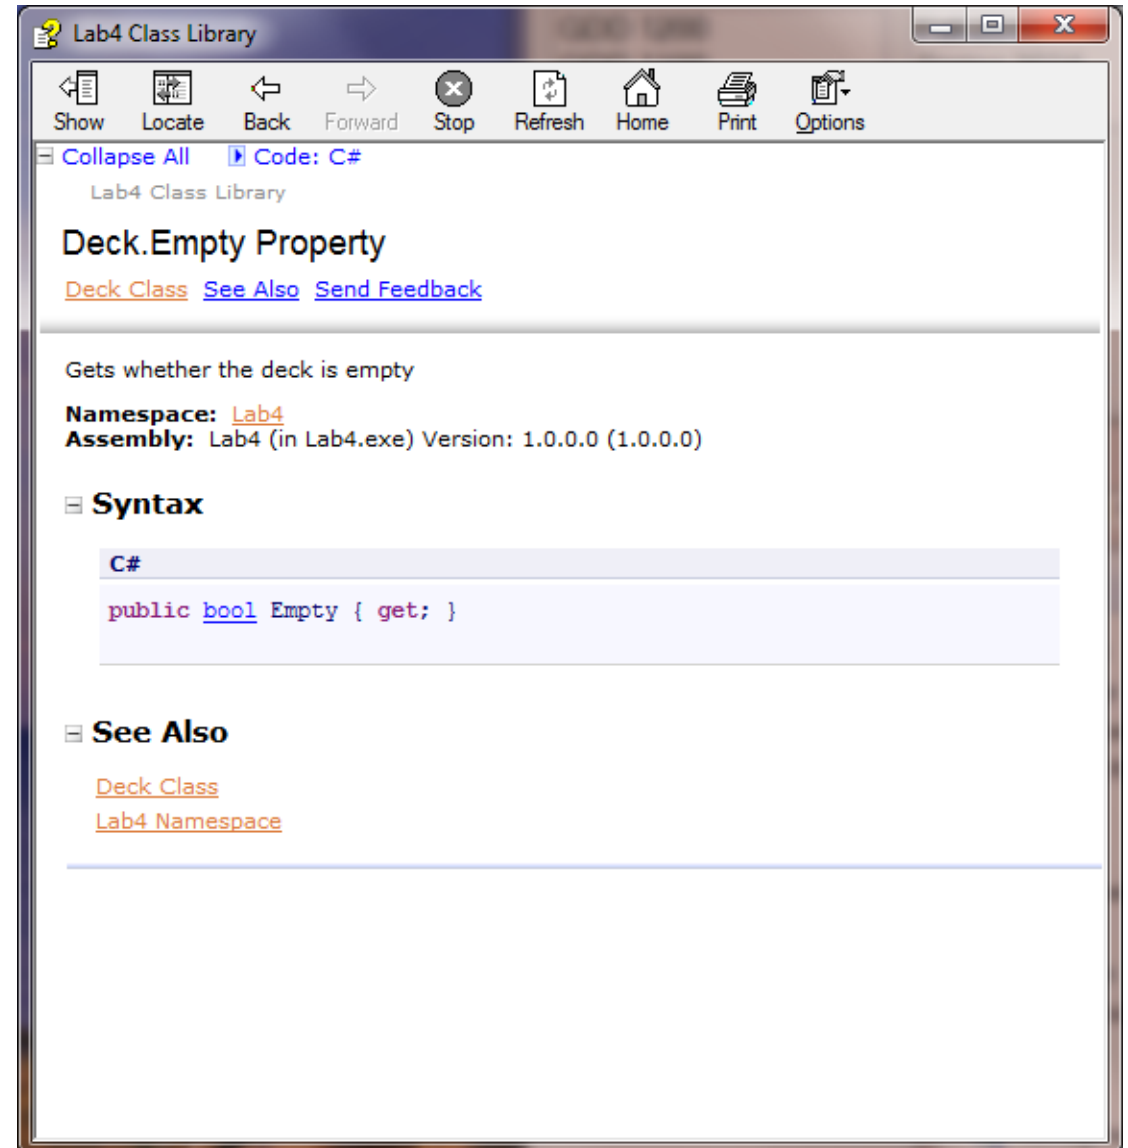 Lab4 Class Library
Show Locate Back Forward Stop Refresh Home Print Options
Collapse All Code: C#
Lab4 Class Library
Deck.Empty Property
Deck Class See Also Send Feedback
Gets whether the deck is empty
Namespace: Lab4
Assembly: Lab4 (in Lab4.exe) Version: 1.0.0.0 (1.0.0.0)
Syntax
C#
public bool Empty { get; }
See Also
Deck Class
Lab4 Namespace